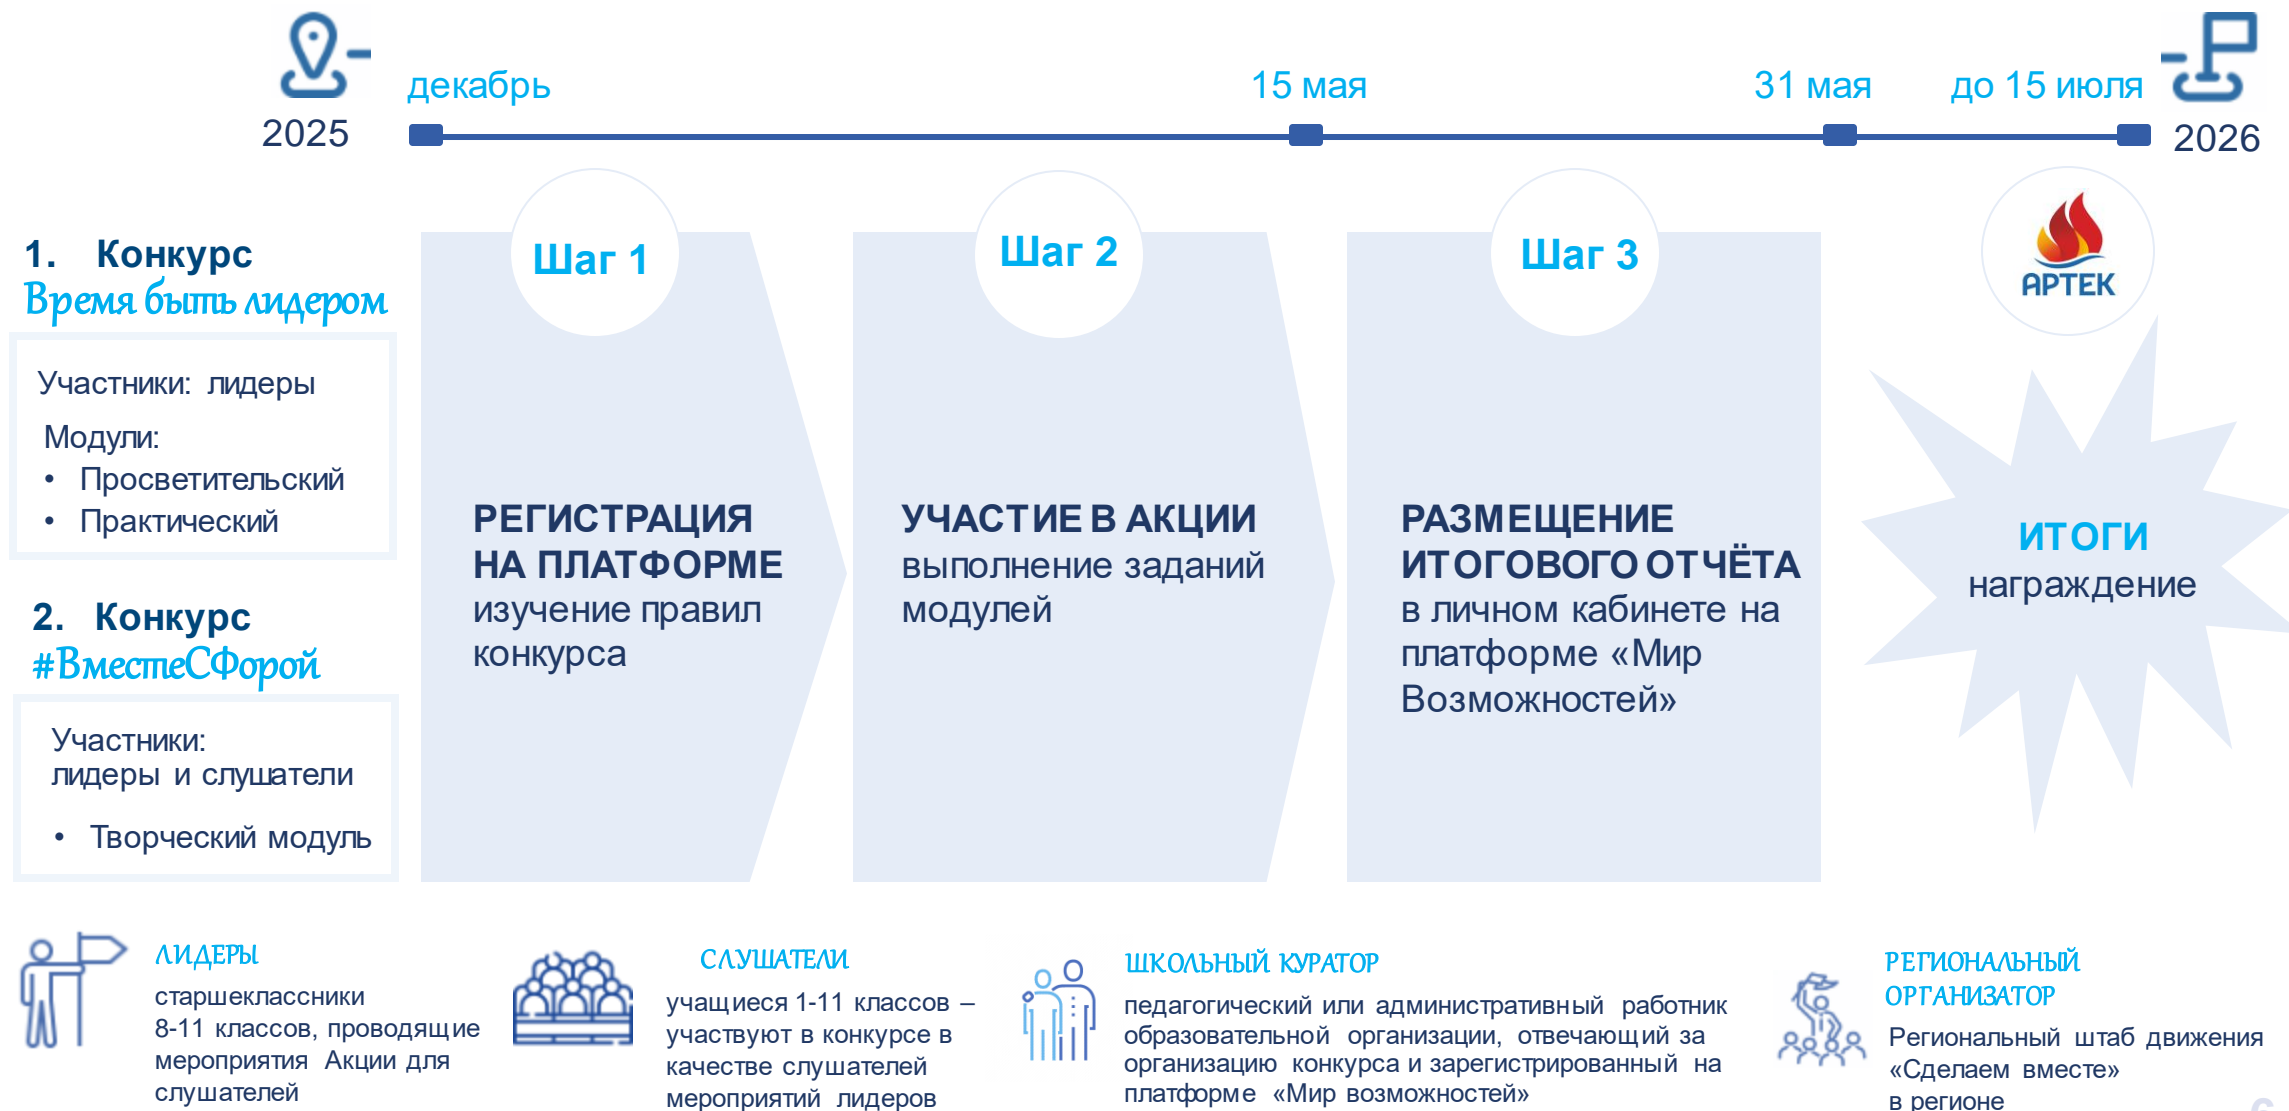 декабрь
15 мая
31 мая
до 15 июля
2025
2026
1. Конкурс
Время быть лидером
Участники: лидеры
Модули:
• Просветительский
• Практический
2. Конкурс
#ВместеСФорой
Участники:
лидеры и слушатели
• Творческий модуль
Шаг 1
РЕГИСТРАЦИЯ
НА ПЛАТФОРМЕ
изучение правил
конкурса
Шаг 2
УЧАСТИЕ В АКЦИИ
выполнение заданий
модулей
Шаг 3
РАЗМЕЩЕНИЕ
ИТОГОВОГО ОТЧЁТА
в личном кабинете на
платформе «Мир
Возможностей»
АРТЕК
ИТОГИ
награждение
ЛИДЕРЫ
старшеклассники
8-11 классов, проводящие
мероприятия Акции для
слушателей
СЛУШАТЕЛИ
учащиеся 1-11 классов –
участвуют в конкурсе в
качестве слушателей
мероприятий лидеров
ШКОЛЬНЫЙ КУРАТОР
педагогический или административный работник
образовательной организации, отвечающий за
организацию конкурса и зарегистрированный на
платформе «Мир возможностей»
РЕГИОНАЛЬНЫЙ
ОРГАНИЗАТОР
Региональный штаб движения
«Сделаем вместе»
в регионе